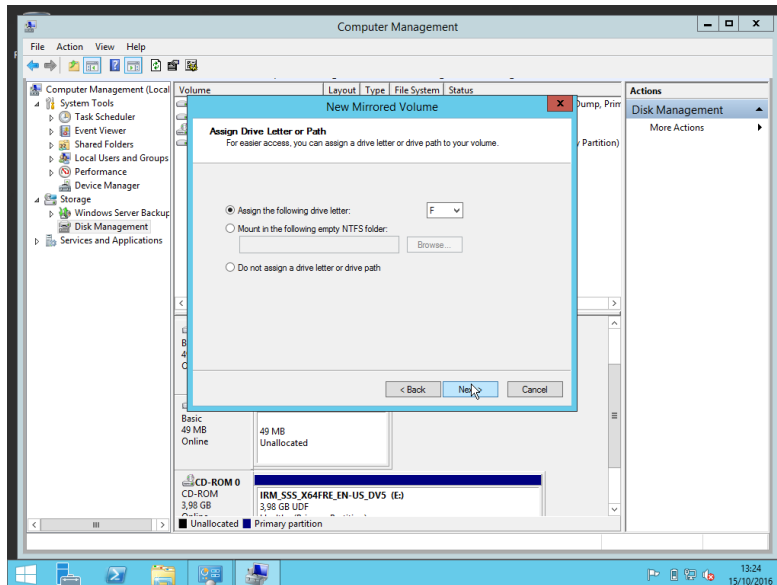 Computer Management
File Action View Help
Computer Management (Local
System Tools
Task Scheduler
Event Viewer
Shared Folders
Local Users and Groups
Performance
Device Manager
Storage
Windows Server Backup
Disk Management
Services and Applications
Volume Layout Type File System Status
Dump, Prim
Partition)
Actions
Disk Management
More Actions
New Mirrored Volume
Assign Drive Letter or Path
For easier access, you can assign a drive letter or drive path to your volume.
Assign the following drive letter: F
Mount in the following empty NTFS folder:
Browse...
Do not assign a drive letter or drive path
< Back Next > Cancel
Basic
49 MB
Online
49 MB
Unallocated
CD-ROM 0
CD-ROM
3,98 GB
IRM_SSS_X64FRE_EN-US_DV5 (E:)
3,98 GB UDF
Unallocated Primary partition
13:24